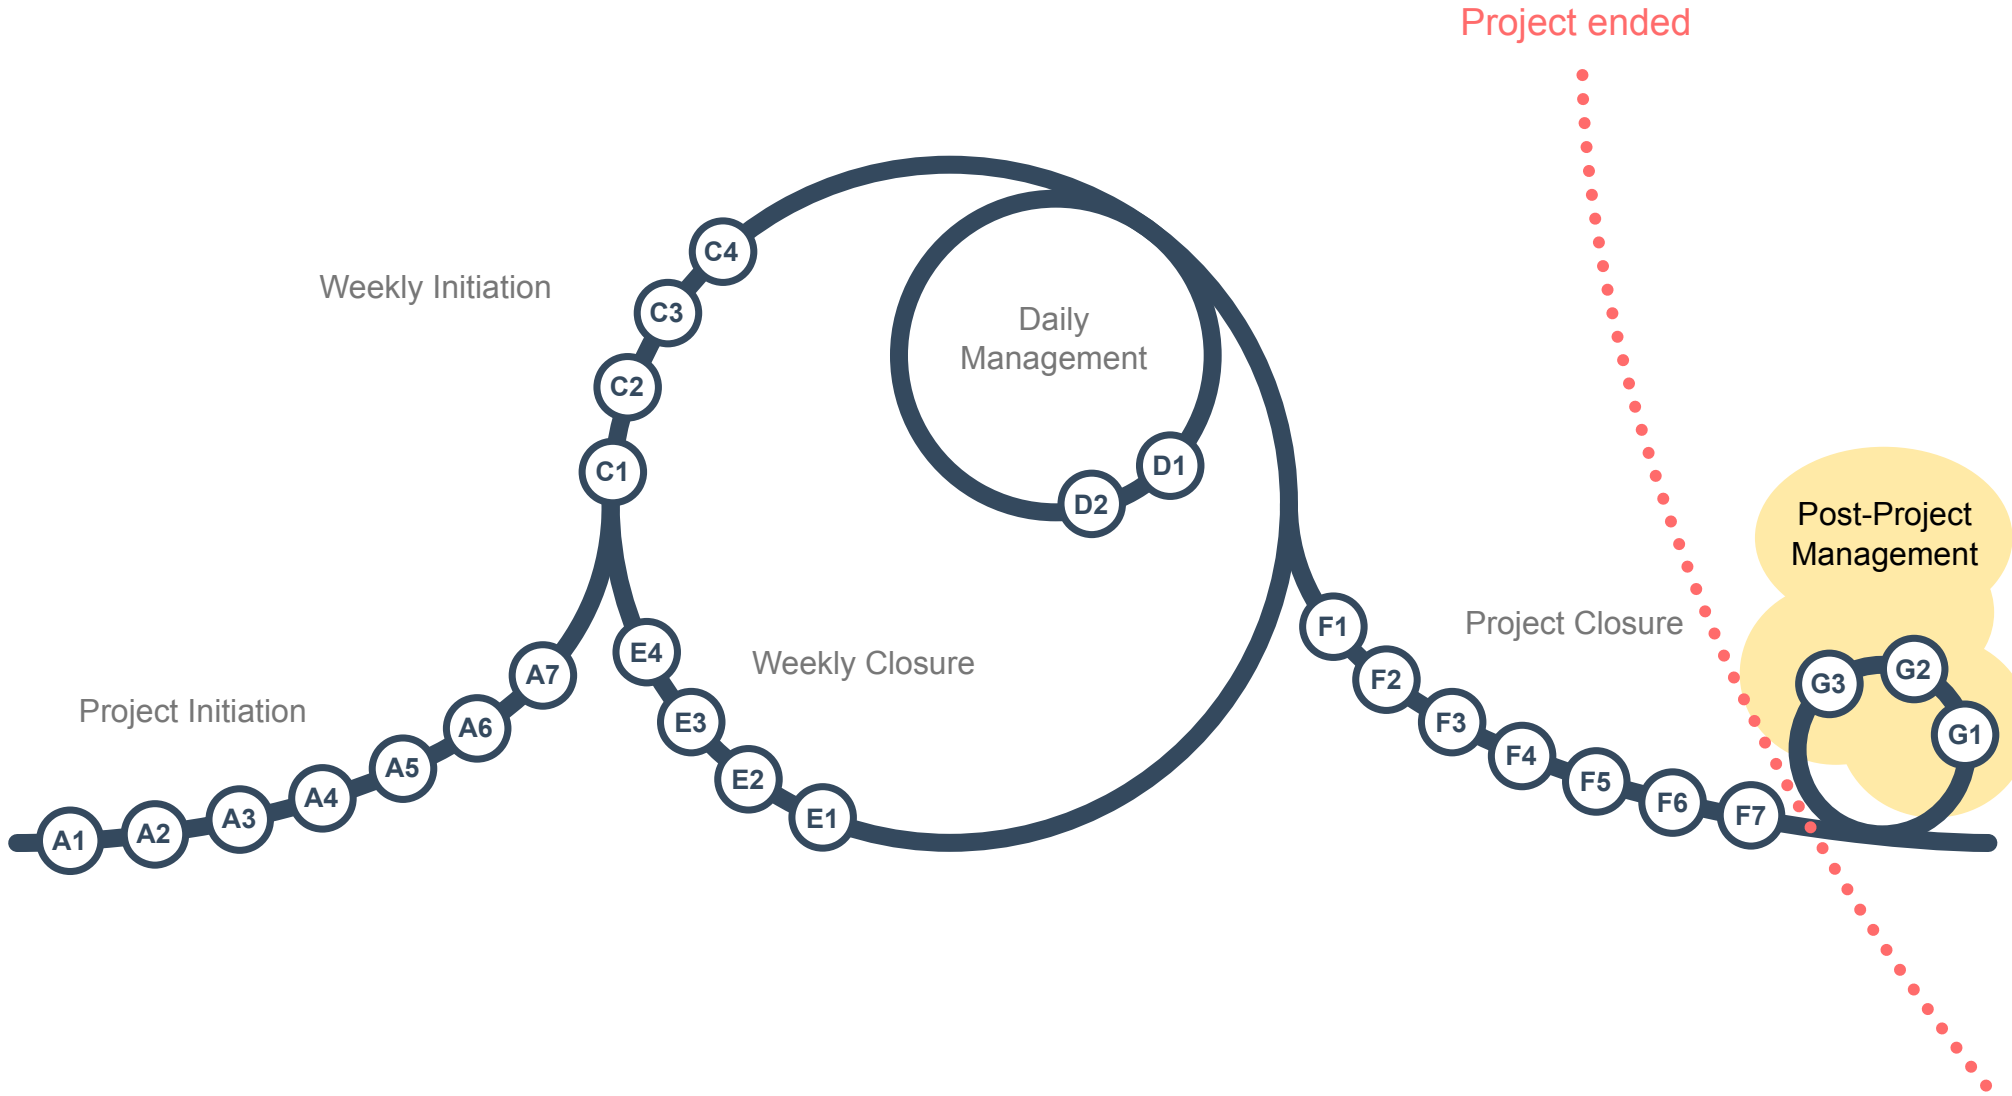 Project ended
C4
Weekly Initiation
C3
Daily
Management
C2
C1
D1
D2
Post-Project
Management
F1
Project Closure
E4
Weekly Closure
A7
F2
G3
G2
Project Initiation
A6
E3
F3
G1
A5
E2
F4
F5
A4
A3
E1
F6
F7
A2
A1